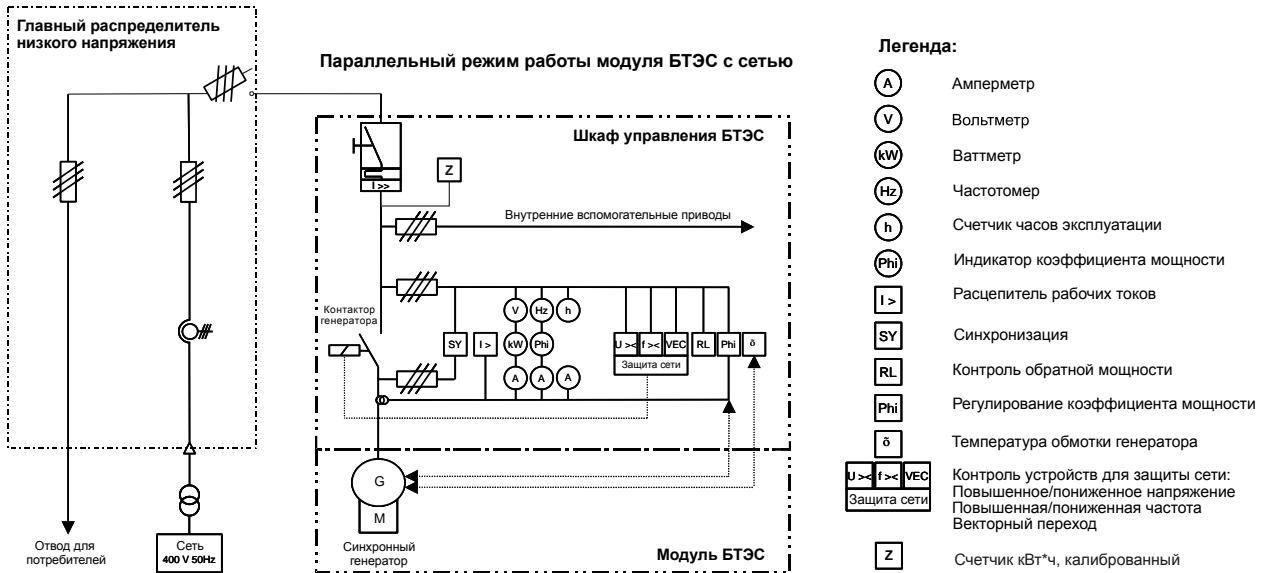 Главный распределитель
низкого напряжения
Параллельный режим работы модуля БТЭС с сетью
Шкаф управления БТЭС
Z
I >>
Внутренние вспомогательные приводы
Контактор
генератора
V
Hz
h
SY
I >
kW
Phi
U ><
f ><
VEC
RL
Phi
õ
Защита сети
A
A
A
G
M
Синхронный
генератор
Модуль БТЭС
Отвод для
потребителей
Сеть
400 V 50Hz
Легенда:
A
Амперметр
V
Вольтметр
kW
Ваттметр
Hz
Частотомер
h
Счетчик часов эксплуатации
Phi
Индикатор коэффициента мощности
I >
Расцепитель рабочих токов
SY
Синхронизация
RL
Контроль обратной мощности
Phi
Регулирование коэффициента мощности
õ
Температура обмотки генератора
U ><
f ><
VEC
Защита сети
Контроль устройств для защиты сети:
Повышенное/пониженное напряжение
Повышенная/пониженная частота
Векторный переход
Z
Счетчик кВт*ч, калиброванный